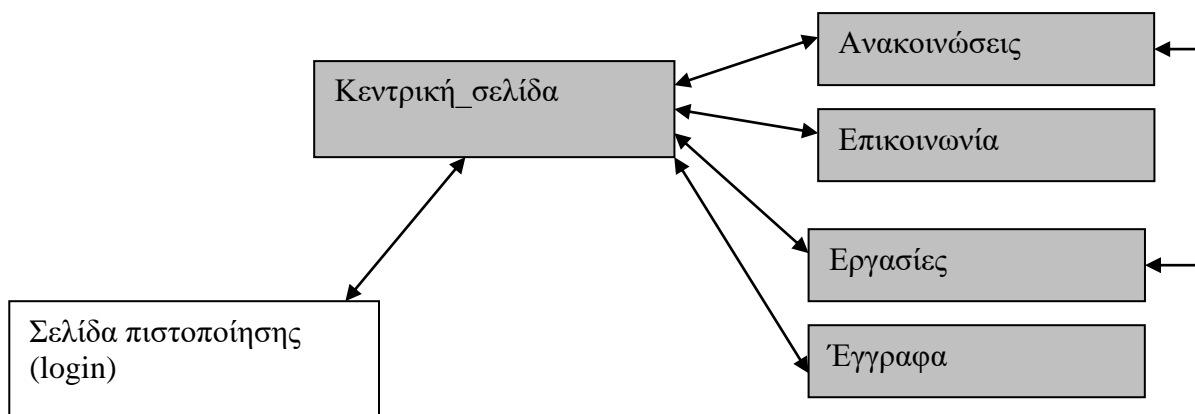 Ανακοινώσεις
Κεντρική_σελίδα
Επικοινωνία
Εργασίες
Σελίδα πιστοποίησης
(login)
Έγγραφα